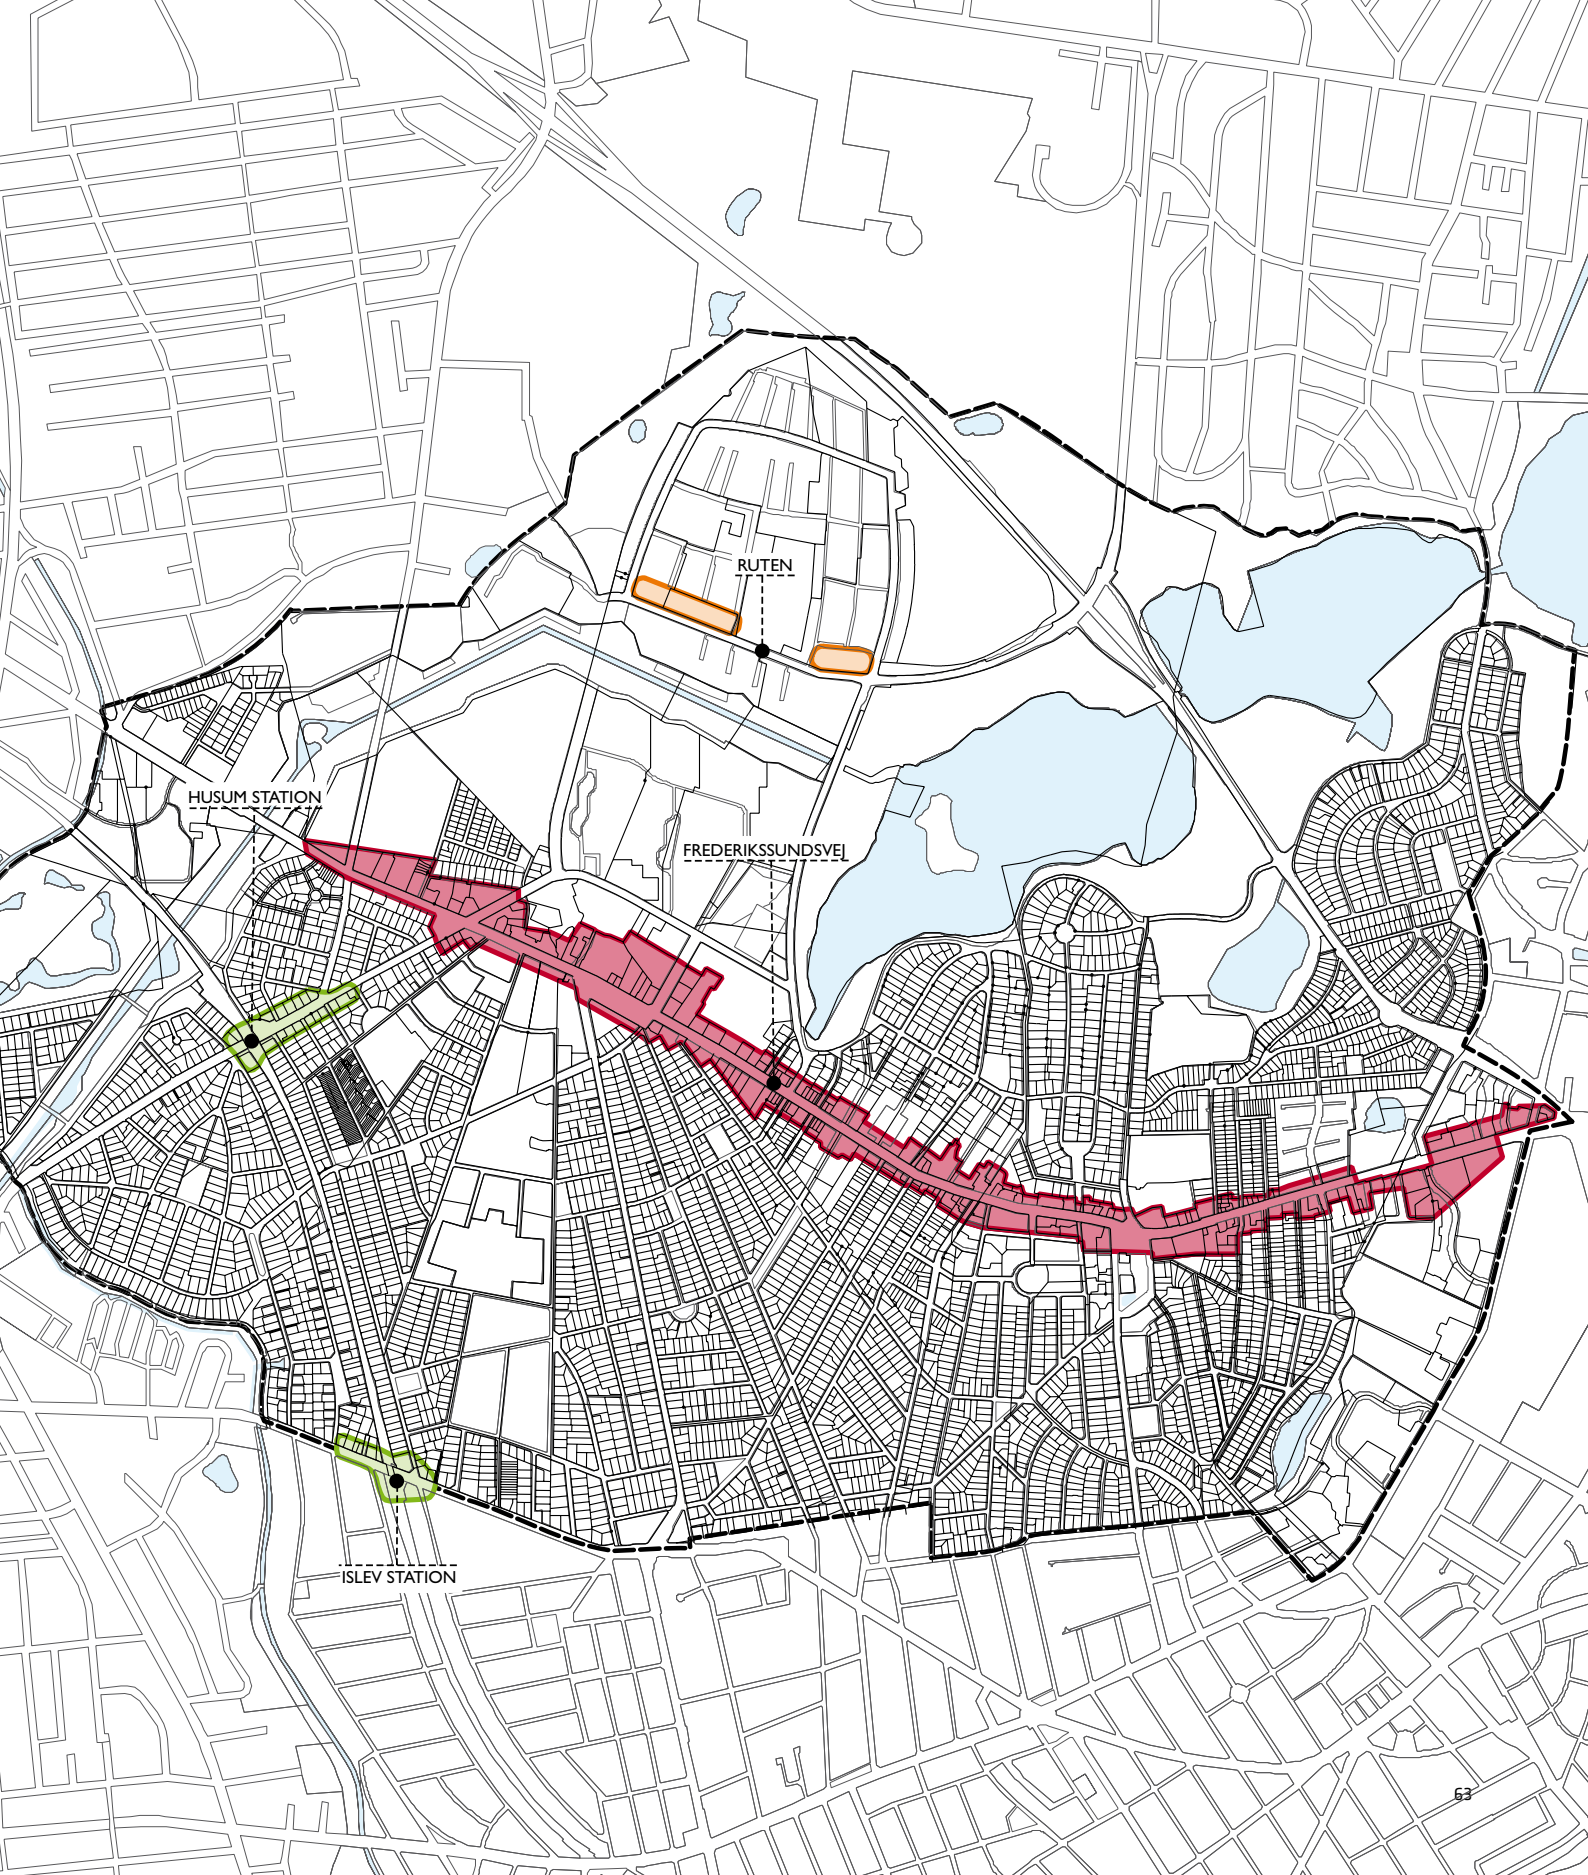 RUTEN
HUSUM STATION
FREDERIKSSUNDSVEJ
ISLEV STATION
63